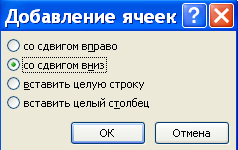 Добавление ячеек ?
со сдвигом вправо
со сдвигом вниз
вставить целую строку
вставить целый столбец
ОК Отмена